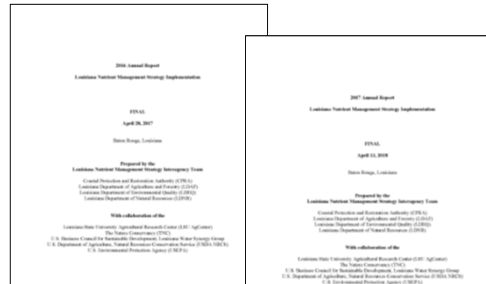 2016 Annual Report
Louisiana Nutrient Management Strategy Implementation
FINAL
April 28, 2017
Baton Rouge, Louisiana
Prepared by the
Louisiana Nutrient Management Strategy Interagency Team
Coastal Protection and Restoration Authority (CPRA)
Louisiana Department of Agriculture and Forestry (LDAF)
Louisiana Department of Environmental Quality (LDEQ)
Louisiana Department of Natural Resources (LDNR)
With collaboration of the
Louisiana State University Agricultural Research Center (LSU AgCenter)
The Nature Conservancy (TNC)
U.S. Business Council for Sustainable Development, Louisiana Water Synergy Group
U.S. Department of Agriculture, Natural Resources Conservation Service (USDA NRCS)
U.S. Environmental Protection Agency (USEPA)
2017 Annual Report
Louisiana Nutrient Management Strategy Implementation
FINAL
April 13, 2018
Baton Rouge, Louisiana
Prepared by the
Louisiana Nutrient Management Strategy Interagency Team
Coastal Protection and Restoration Authority (CPRA)
Louisiana Department of Agriculture and Forestry (LDAF)
Louisiana Department of Environmental Quality (LDEQ)
Louisiana Department of Natural Resources (LDNR)
With collaboration of the
Louisiana State University Agricultural Research Center (LSU AgCenter)
The Nature Conservancy (TNC)
U.S. Business Council for Sustainable Development, Louisiana Water Synergy Group
U.S. Department of Agriculture, Natural Resources Conservation Service (USDA NRCS)
U.S. Environmental Protection Agency (USEPA)